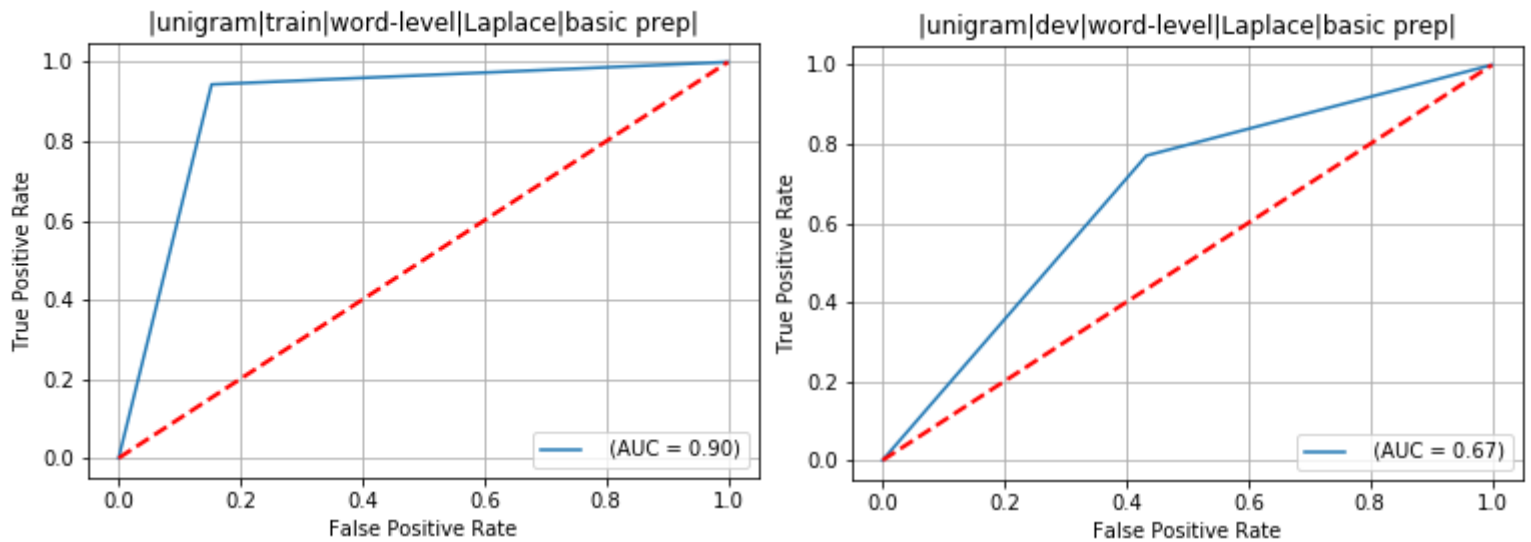 |unigram|train|word-level|Laplace|basic prep|
1.0
0.8
0.6
0.4
0.2
0.0
True Positive Rate
(AUC = 0.90)
0.0 0.2 0.4 0.6 0.8 1.0
False Positive Rate
|unigram|dev|word-level|Laplace|basic prep|
1.0
0.8
0.6
0.4
0.2
0.0
True Positive Rate
(AUC = 0.67)
0.0 0.2 0.4 0.6 0.8 1.0
False Positive Rate